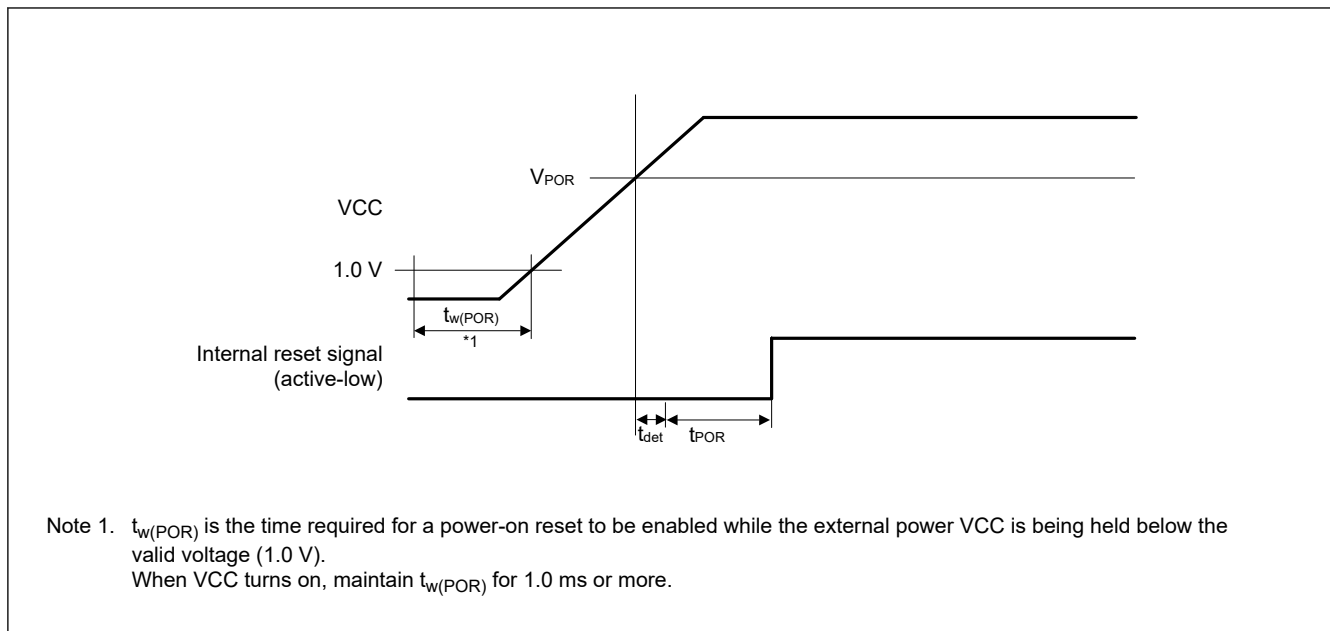 VPOR
VCC
1.0 V
tw(POR)
*1
Internal reset signal
(active-low)
tdet
tPOR
Note 1. tw(POR) is the time required for a power-on reset to be enabled while the external power VCC is being held below the
valid voltage (1.0 V).
When VCC turns on, maintain tw(POR) for 1.0 ms or more.